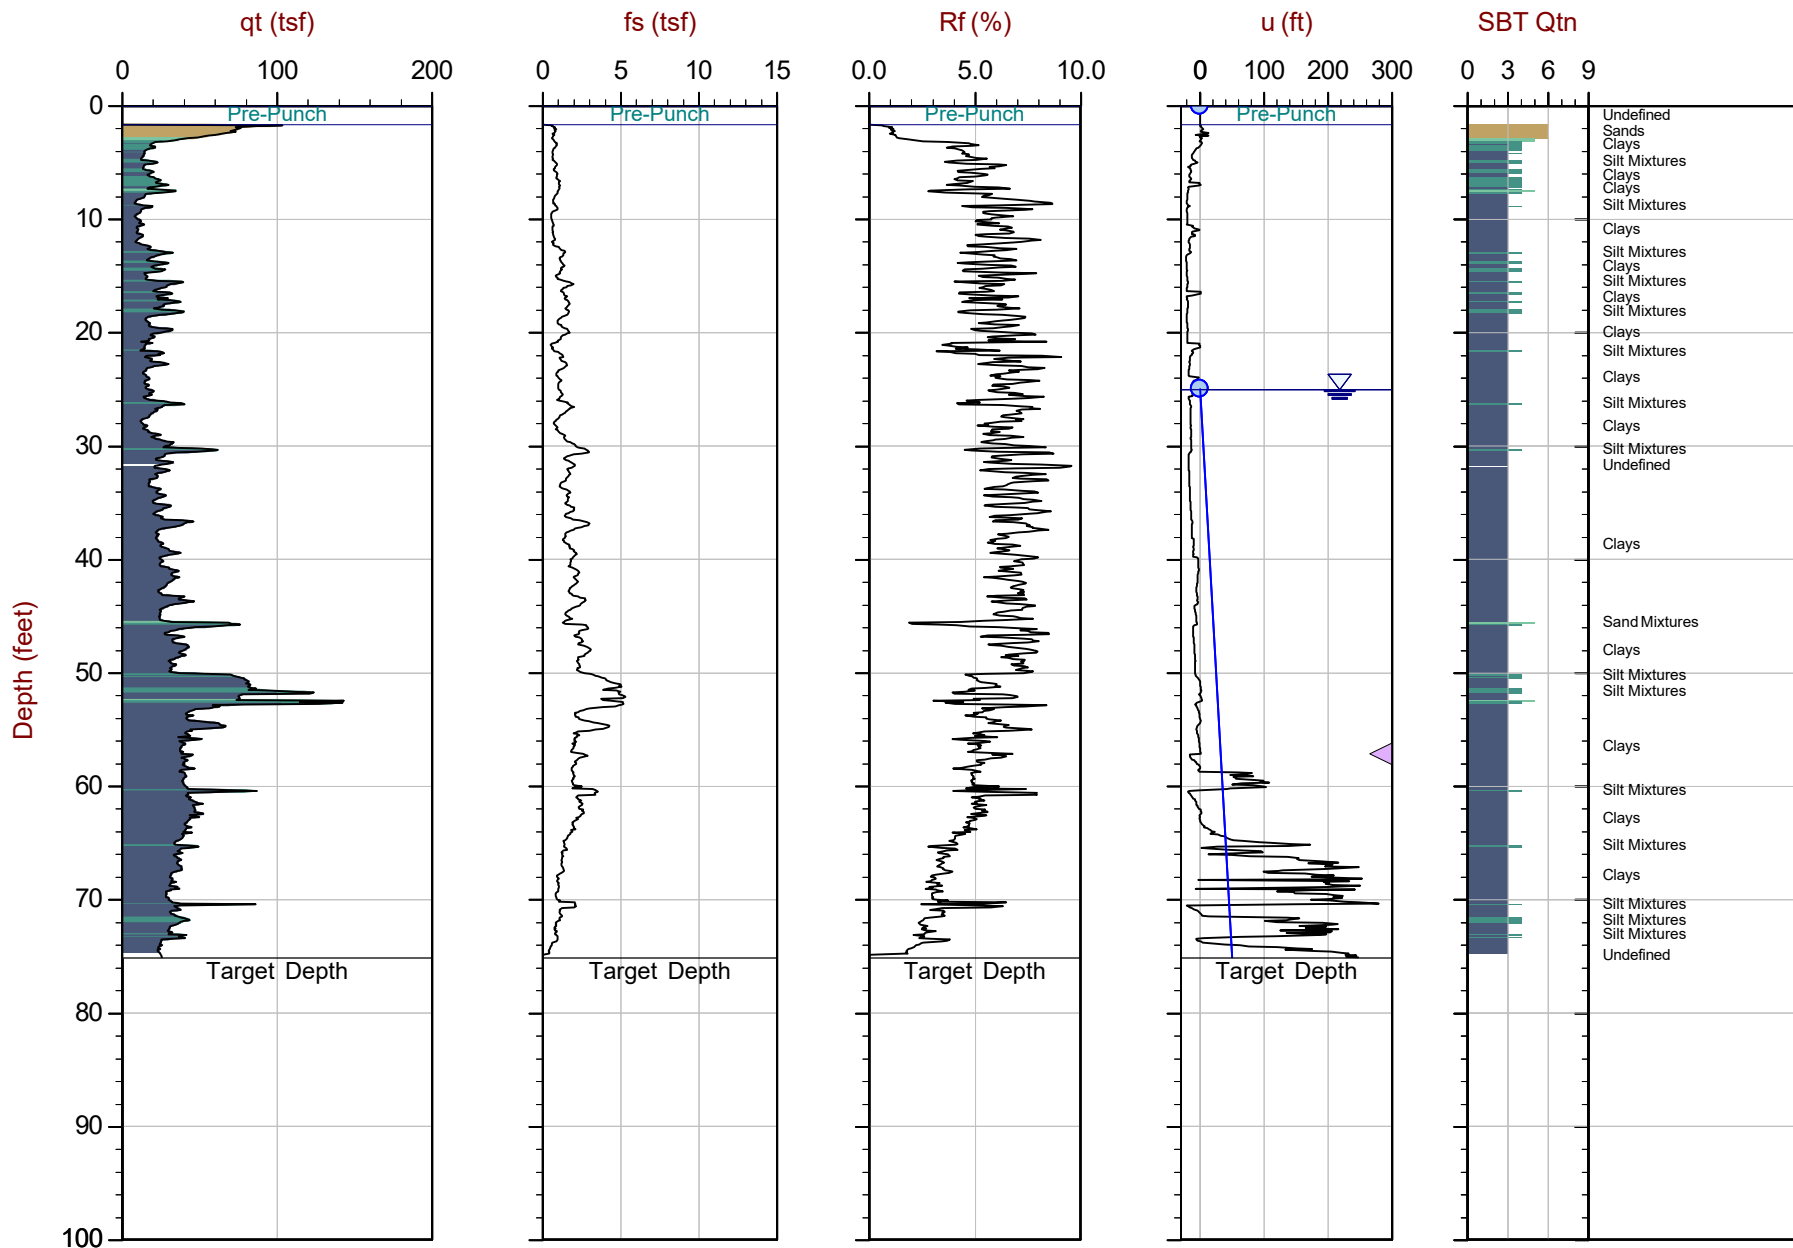 qt (tsf) fs (tsf) Rf (%) u (ft) SBT Qtn
0 100 200 0 5 10 15 0.0 5.0 10.0 0 100 200 300 0 3 6 9
0 Pre-Punch Pre-Punch Pre-Punch Pre-Punch Undefined
Sands
Clays
Silt Mixtures
Clays
Clays
Silt Mixtures
10
Clays
Silt Mixtures
Clays
Silt Mixtures
Clays
Silt Mixtures
20 Clays
Silt Mixtures
Clays
Silt Mixtures
Clays
30 Silt Mixtures
Undefined
Clays
40
Depth (feet)
Sand Mixtures
Clays
50 Silt Mixtures
Silt Mixtures
Clays
60 Silt Mixtures
Clays
Silt Mixtures
Clays
70 Silt Mixtures
Silt Mixtures
Silt Mixtures
Undefined
Target Depth Target Depth Target Depth Target Depth
80
90
100